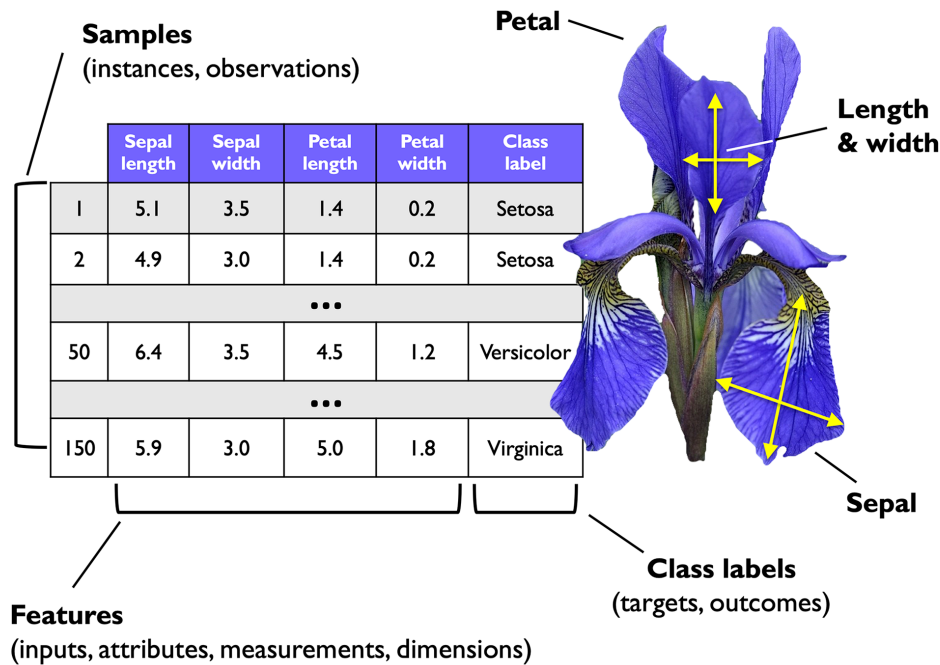 Samples
(instances, observations)
Petal
Length
& width
Sepal length Sepal width Petal length Petal width Class label
1 5.1 3.5 1.4 0.2 Setosa
2 4.9 3.0 1.4 0.2 Setosa
...
50 6.4 3.5 4.5 1.2 Versicolor
...
150 5.9 3.0 5.0 1.8 Virginica
Sepal
Class labels
(targets, outcomes)
Features
(inputs, attributes, measurements, dimensions)